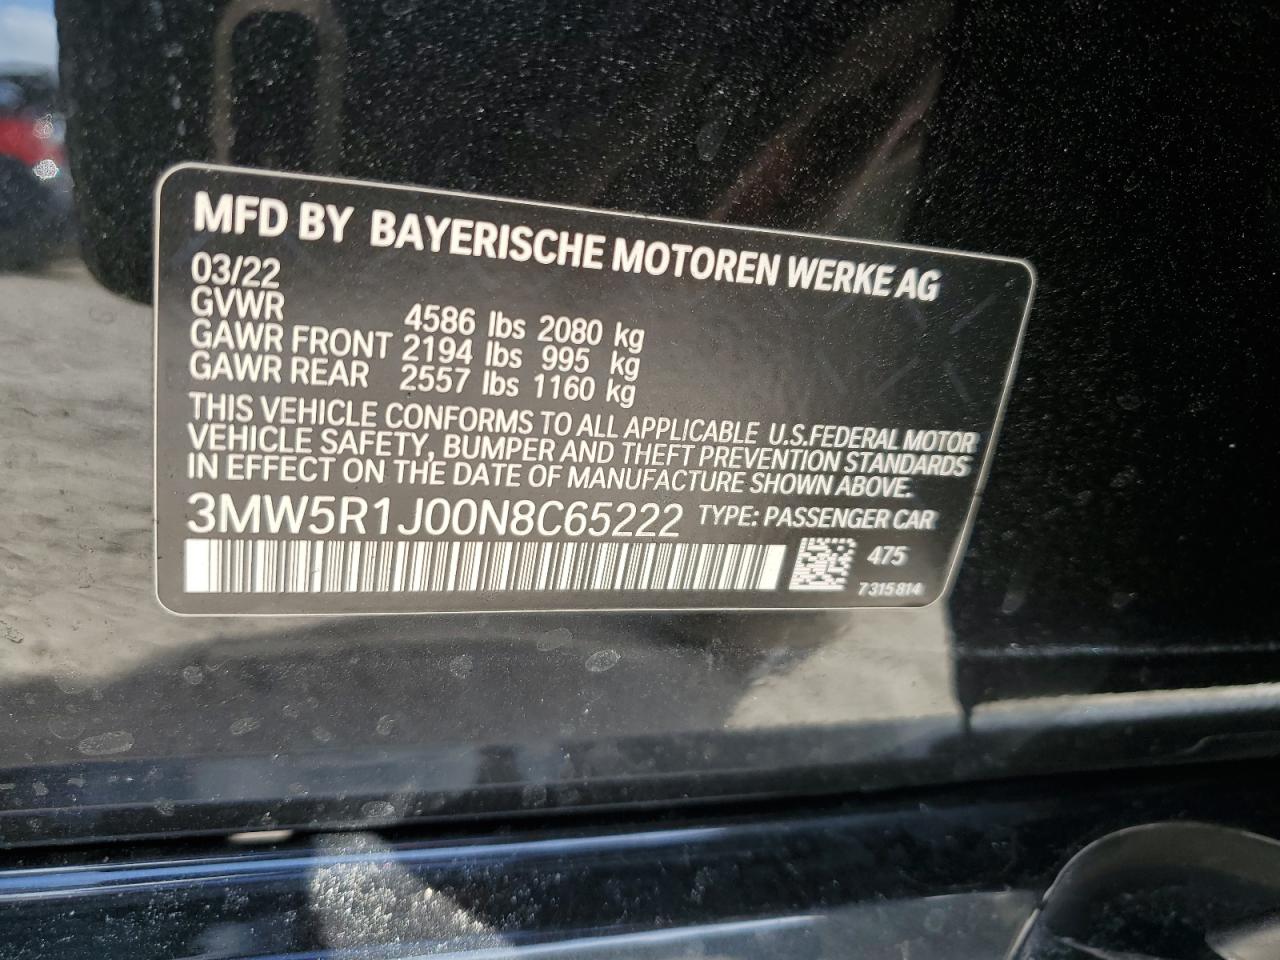 MFD BY BAYERISCHE MOTOREN WERKE AG
03/22
GVWR 4586 lbs 2080 kg
GAWR FRONT 2194 lbs 995 kg
GAWR REAR 2557 lbs 1160 kg
THIS VEHICLE CONFORMS TO ALL APPLICABLE U.S.FEDERAL MOTOR
VEHICLE SAFETY, BUMPER AND THEFT PREVENTION STANDARDS
IN EFFECT ON THE DATE OF MANUFACTURE SHOWN ABOVE.
3MW5R1J00N8C65222 TYPE: PASSENGER CAR
475
7315814